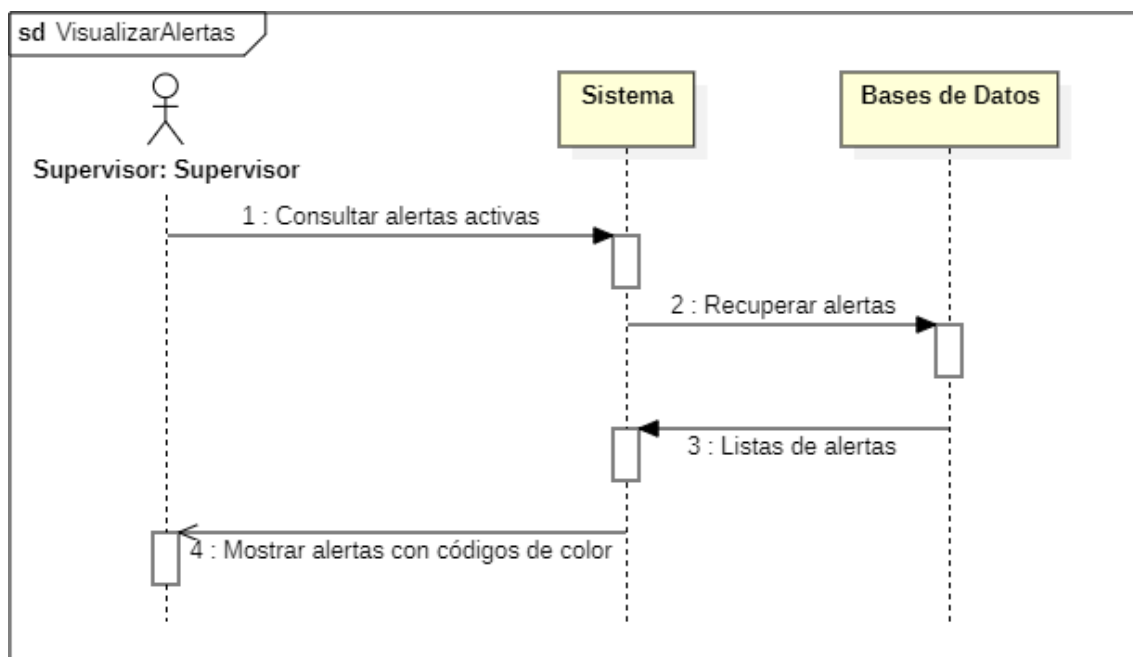 sd VisualizarAlertas
Sistema
Bases de Datos
Supervisor: Supervisor
1 : Consultar alertas activas
2 : Recuperar alertas
3 : Listas de alertas
4 : Mostrar alertas con códigos de color